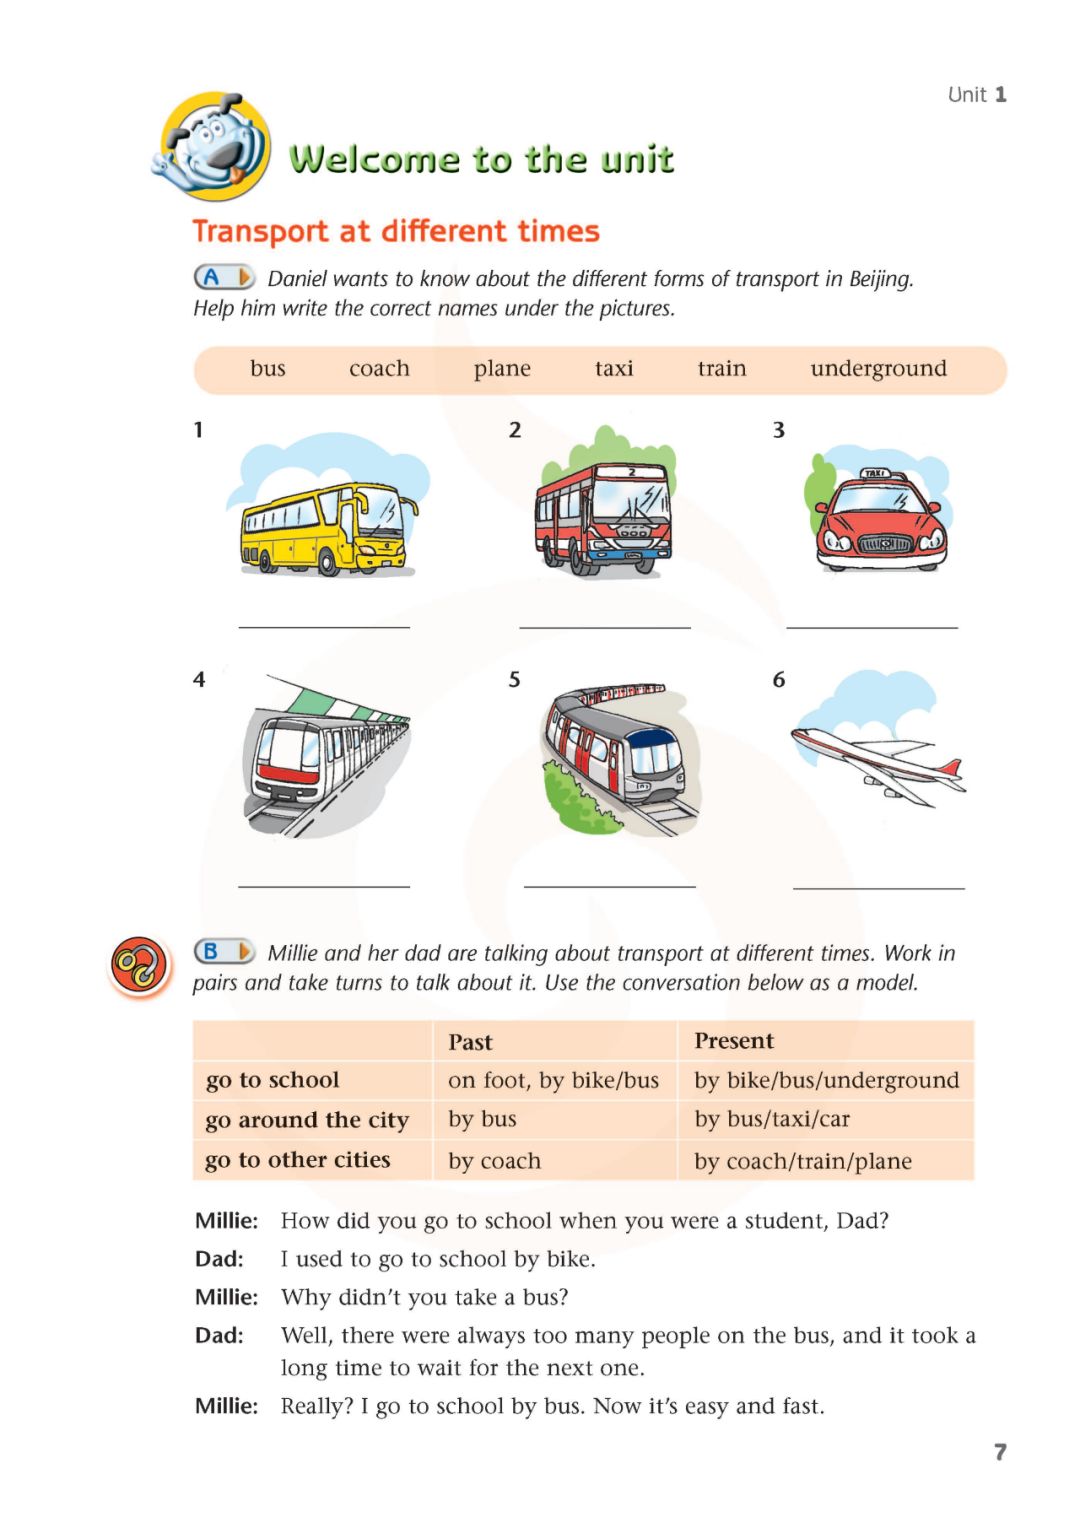 Unit 1
Welcome to the unit
Transport at different times
A Daniel wants to know about the different forms of transport in Beijing.
Help him write the correct names under the pictures.
bus coach plane taxi train underground
1 2 3
2
TAXI
4 5 6
B Millie and her dad are talking about transport at different times. Work in
pairs and take turns to talk about it. Use the conversation below as a model.
Past Present
go to school on foot, by bike/bus by bike/bus/underground
go around the city by bus by bus/taxi/car
go to other cities by coach by coach/train/plane
Millie: How did you go to school when you were a student, Dad?
Dad: I used to go to school by bike.
Millie: Why didn't you take a bus?
Dad: Well, there were always too many people on the bus, and it took a
long time to wait for the next one.
Millie: Really? I go to school by bus. Now it's easy and fast.
7